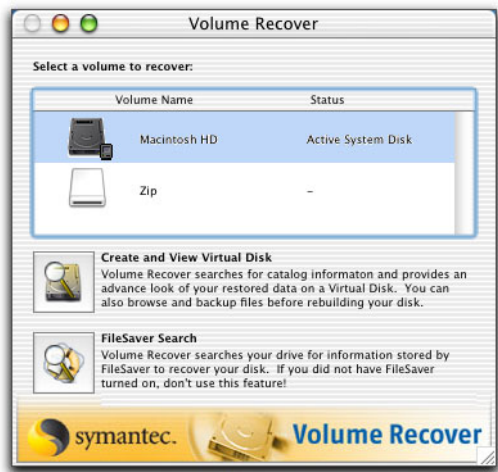 Volume Recover
Select a volume to recover:
Volume Name Status
Macintosh HD Active System Disk
Zip –
Create and View Virtual Disk
Volume Recover searches for catalog informaton and provides an
advance look of your restored data on a Virtual Disk. You can
also browse and backup files before rebuilding your disk.
FileSaver Search
Volume Recover searches your drive for information stored by
FileSaver to recover your disk. If you did not have FileSaver
turned on, don't use this feature!
symantec. Volume Recover